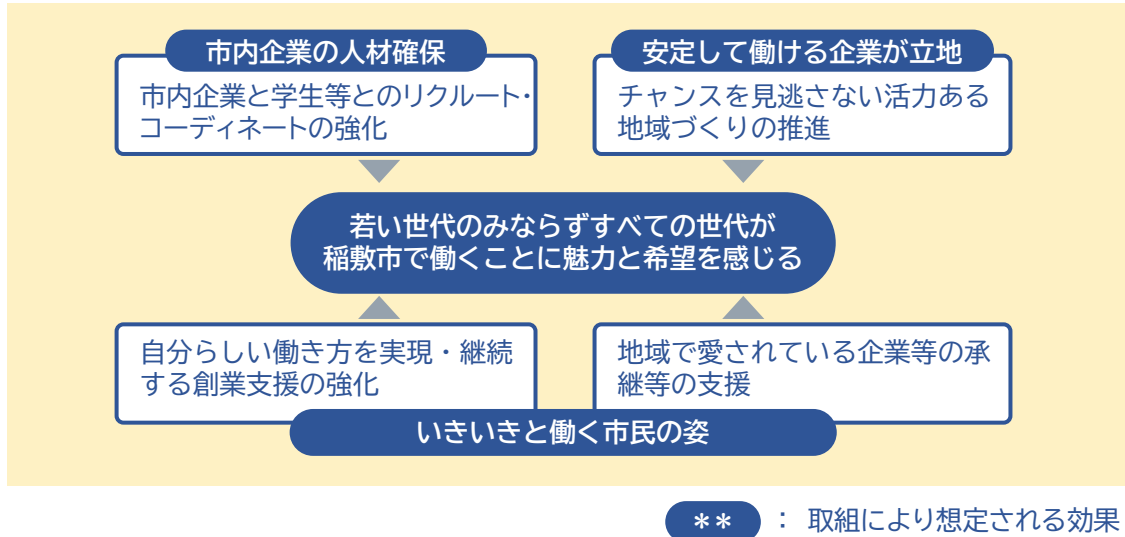 市内企業の人材確保
市内企業と学生等とのリクルート・
コーディネートの強化
安定して働ける企業が立地
チャンスを見逃さない活力ある
地域づくりの推進
若い世代のみならずすべての世代が
稲敷市で働くことに魅力と希望を感じる
自分らしい働き方を実現・継続
する創業支援の強化
地域で愛されている企業等の承
継等の支援
いきいきと働く市民の姿
＊＊ ： 取組により想定される効果